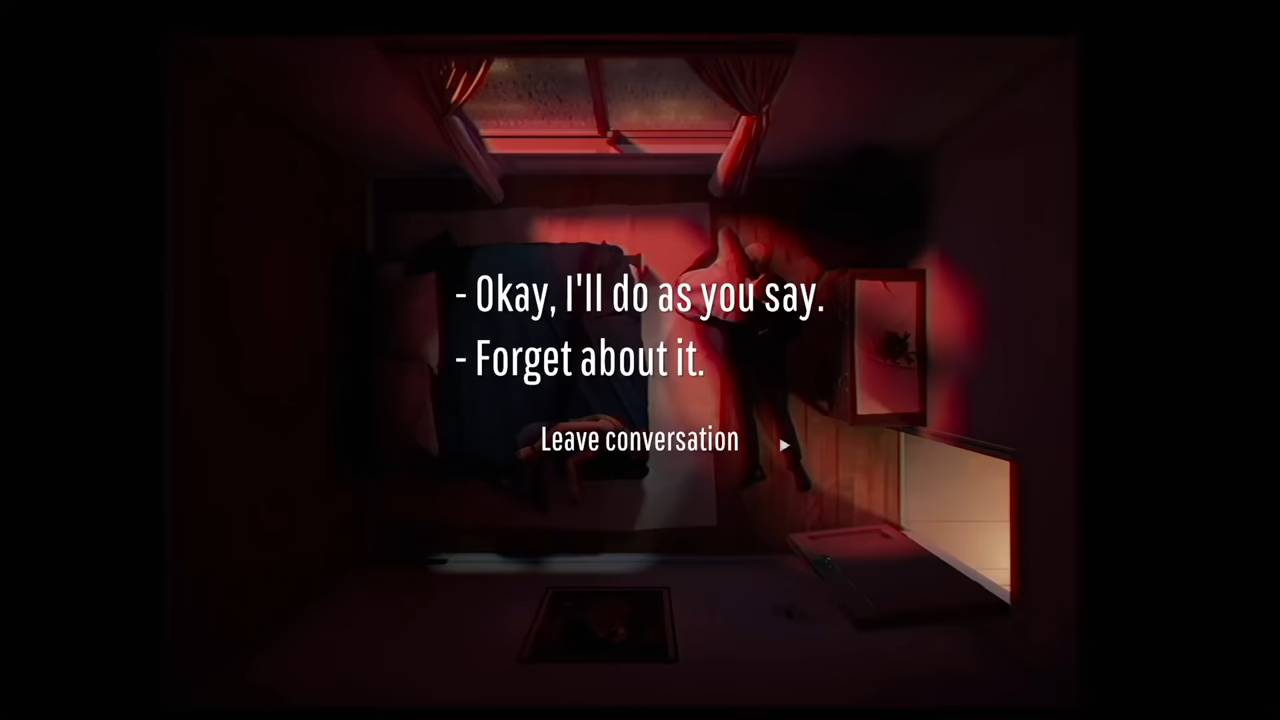 - Okay, I'll do as you say.
- Forget about it.
Leave conversation